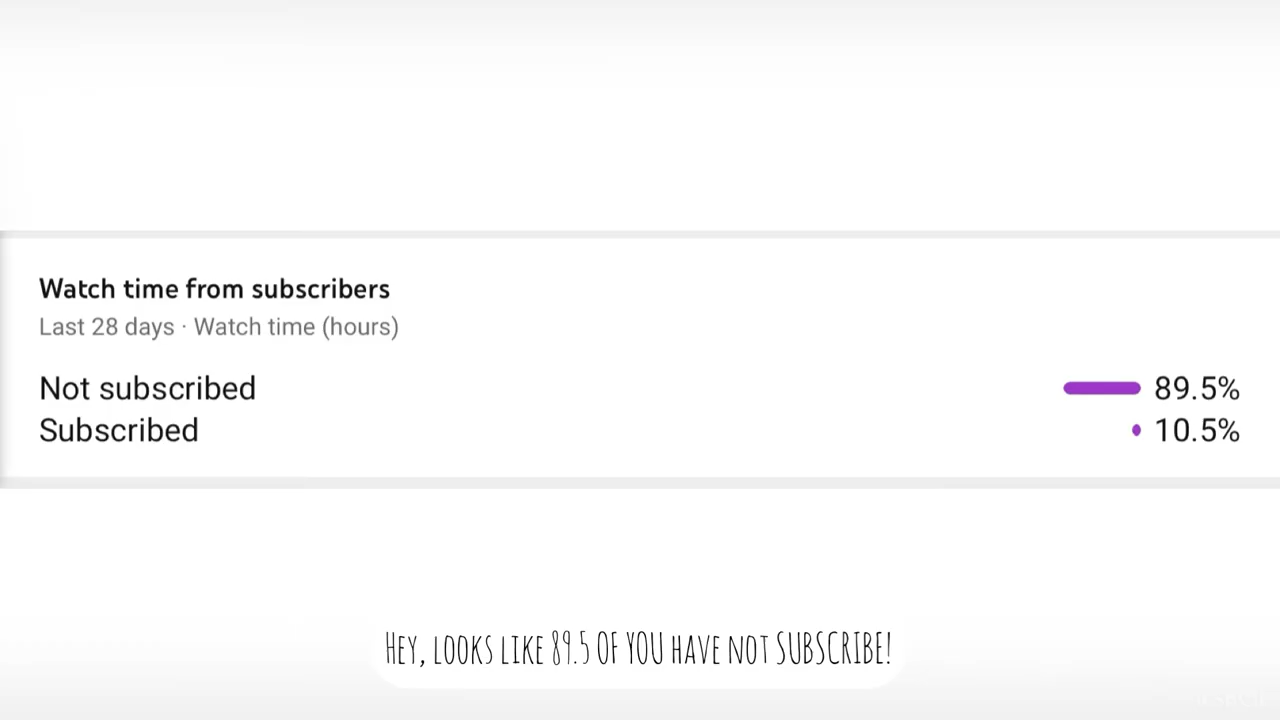 Watch time from subscribers
Last 28 days · Watch time (hours)
Not subscribed 89.5%
Subscribed 10.5%
Hey, looks like 89.5 of you have not SUBSCRIBE!